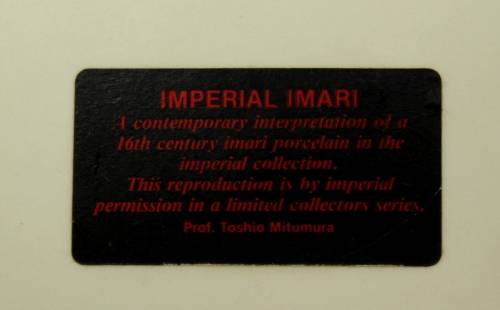 IMPERIAL IMARI
A contemporary interpretation of a
16th century imari porcelain in the
imperial collection.
This reproduction is by imperial
permission in a limited collectors series.
Prof. Toshio Mitumura